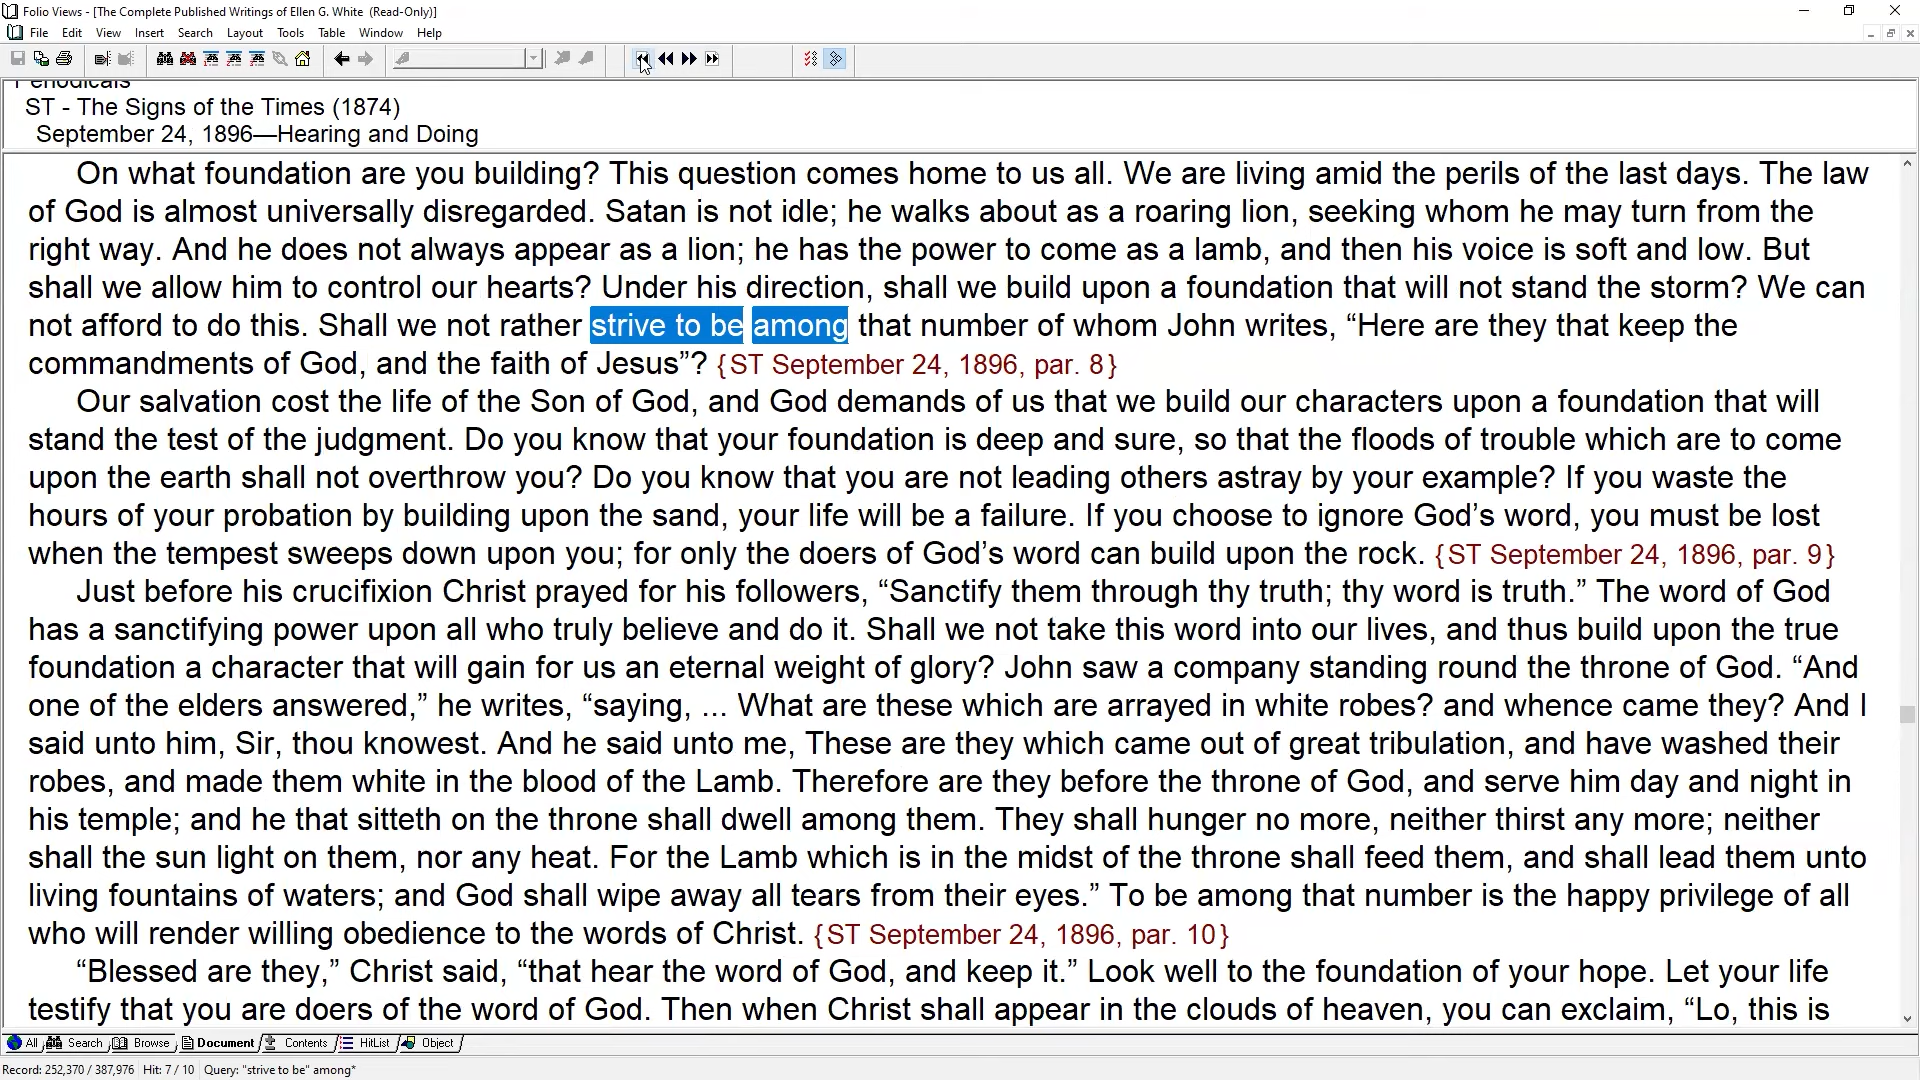 Folio Views - [The Complete Published Writings of Ellen G. White (Read-Only)]
File Edit View Insert Search Layout Tools Table Window Help
Periodicals
ST - The Signs of the Times (1874)
September 24, 1896—Hearing and Doing
On what foundation are you building? This question comes home to us all. We are living amid the perils of the last days. The law
of God is almost universally disregarded. Satan is not idle; he walks about as a roaring lion, seeking whom he may turn from the
right way. And he does not always appear as a lion; he has the power to come as a lamb, and then his voice is soft and low. But
shall we allow him to control our hearts? Under his direction, shall we build upon a foundation that will not stand the storm? We can
not afford to do this. Shall we not rather strive to be among that number of whom John writes, “Here are they that keep the
commandments of God, and the faith of Jesus”? {ST September 24, 1896, par. 8}
Our salvation cost the life of the Son of God, and God demands of us that we build our characters upon a foundation that will
stand the test of the judgment. Do you know that your foundation is deep and sure, so that the floods of trouble which are to come
upon the earth shall not overthrow you? Do you know that you are not leading others astray by your example? If you waste the
hours of your probation by building upon the sand, your life will be a failure. If you choose to ignore God’s word, you must be lost
when the tempest sweeps down upon you; for only the doers of God’s word can build upon the rock. {ST September 24, 1896, par. 9}
Just before his crucifixion Christ prayed for his followers, “Sanctify them through thy truth; thy word is truth.” The word of God
has a sanctifying power upon all who truly believe and do it. Shall we not take this word into our lives, and thus build upon the true
foundation a character that will gain for us an eternal weight of glory? John saw a company standing round the throne of God. “And
one of the elders answered,” he writes, “saying, ... What are these which are arrayed in white robes? and whence came they? And I
said unto him, Sir, thou knowest. And he said unto me, These are they which came out of great tribulation, and have washed their
robes, and made them white in the blood of the Lamb. Therefore are they before the throne of God, and serve him day and night in
his temple; and he that sitteth on the throne shall dwell among them. They shall hunger no more, neither thirst any more; neither
shall the sun light on them, nor any heat. For the Lamb which is in the midst of the throne shall feed them, and shall lead them unto
living fountains of waters; and God shall wipe away all tears from their eyes.” To be among that number is the happy privilege of all
who will render willing obedience to the words of Christ. {ST September 24, 1896, par. 10}
“Blessed are they,” Christ said, “that hear the word of God, and keep it.” Look well to the foundation of your hope. Let your life
testify that you are doers of the word of God. Then when Christ shall appear in the clouds of heaven, you can exclaim, “Lo, this is
All Search Browse Document Contents HitList Object
Record: 252,370 / 387,976 Hit: 7 / 10 Query: "strive to be" among*